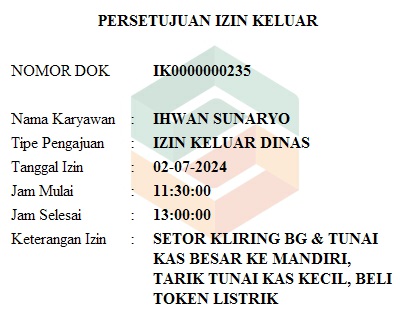 PERSETUJUAN IZIN KELUAR
NOMOR DOK IK0000000235
Nama Karyawan : IHWAN SUNARYO
Tipe Pengajuan : IZIN KELUAR DINAS
Tanggal Izin : 02-07-2024
Jam Mulai : 11:30:00
Jam Selesai : 13:00:00
Keterangan Izin : SETOR KLIRING BG & TUNAI
KAS BESAR KE MANDIRI,
TARIK TUNAI KAS KECIL, BELI
TOKEN LISTRIK